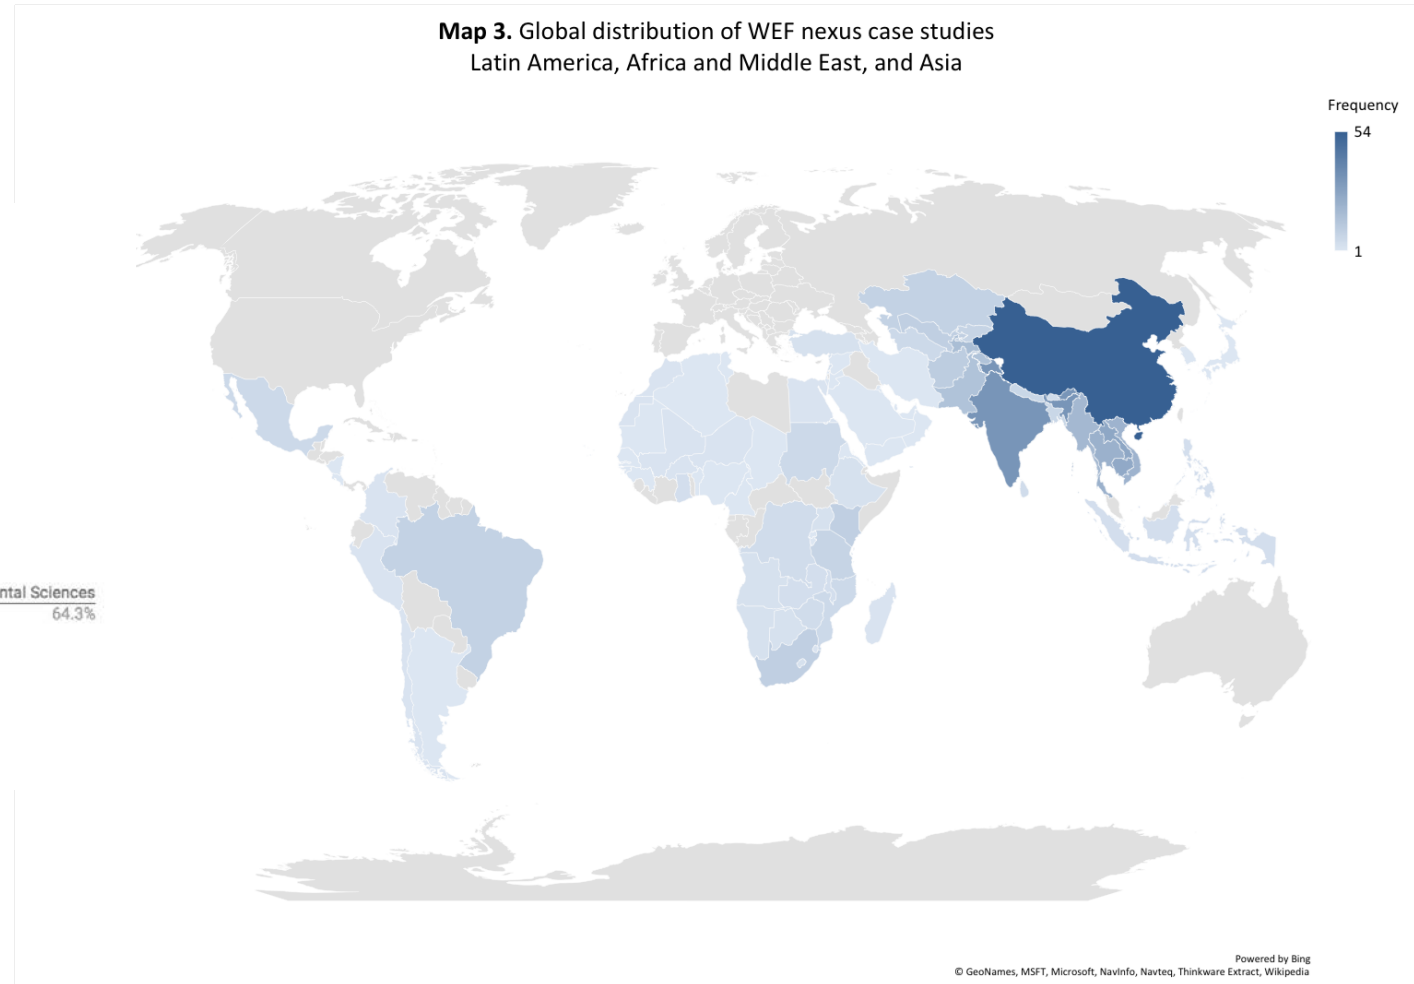 Map 3. Global distribution of WEF nexus case studies
Latin America, Africa and Middle East, and Asia
Frequency
54
1
ntal Sciences
64.3%
Powered by Bing
© GeoNames, MSFT, Microsoft, NavInfo, Navteq, Thinkware Extract, Wikipedia